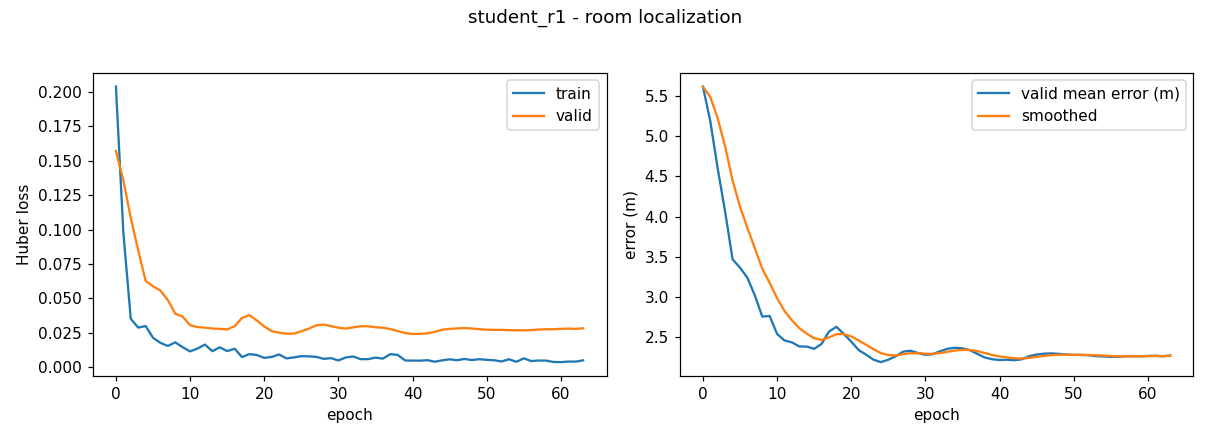 student_r1 - room localization
0.200
0.175
0.150
0.125
0.100
0.075
0.050
0.025
0.000
Huber loss
train
valid
0 10 20 30 40 50 60
epoch
5.5
5.0
4.5
4.0
3.5
3.0
2.5
error (m)
valid mean error (m)
smoothed
0 10 20 30 40 50 60
epoch